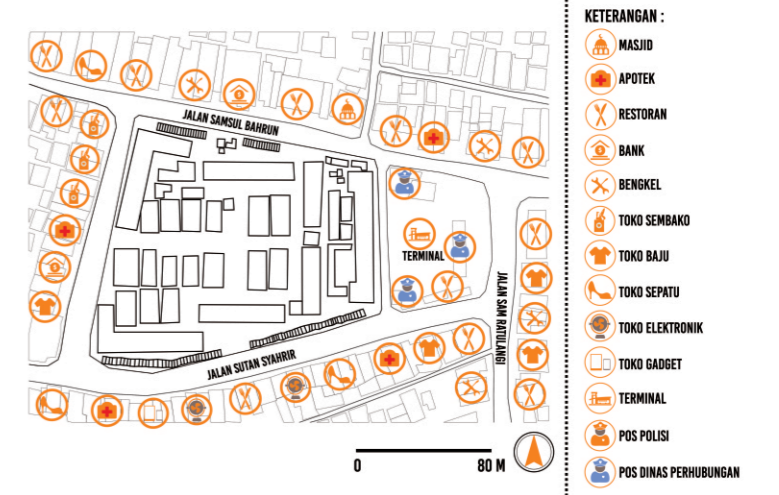 JALAN SAMSUL BAHRUN
TERMINAL
JALAN SAM RATULANGI
JALAN SUTAN SYAHRIR
0 80 M
KETERANGAN :
MASJID
APOTEK
RESTORAN
BANK
BENGKEL
TOKO SEMBAKO
TOKO BAJU
TOKO SEPATU
TOKO ELEKTRONIK
TOKO GADGET
TERMINAL
POS POLISI
POS DINAS PERHUBUNGAN